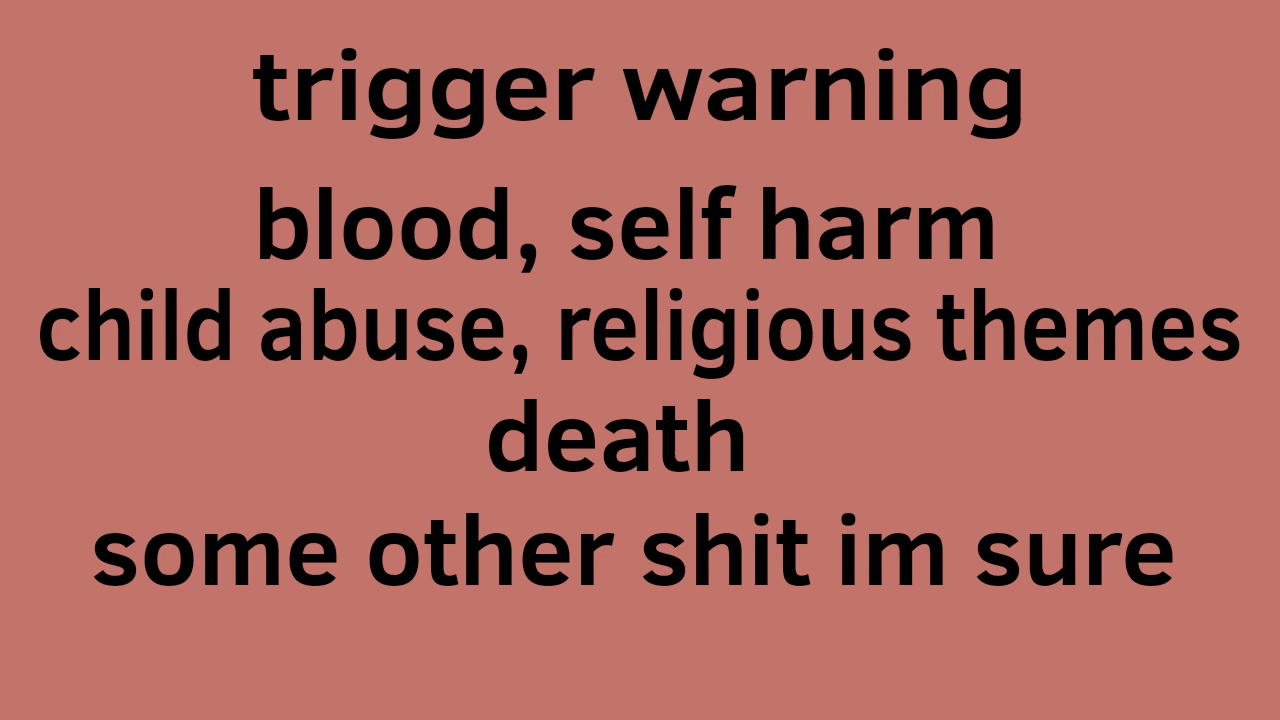 trigger warning
blood, self harm
child abuse, religious themes
death
some other shit im sure